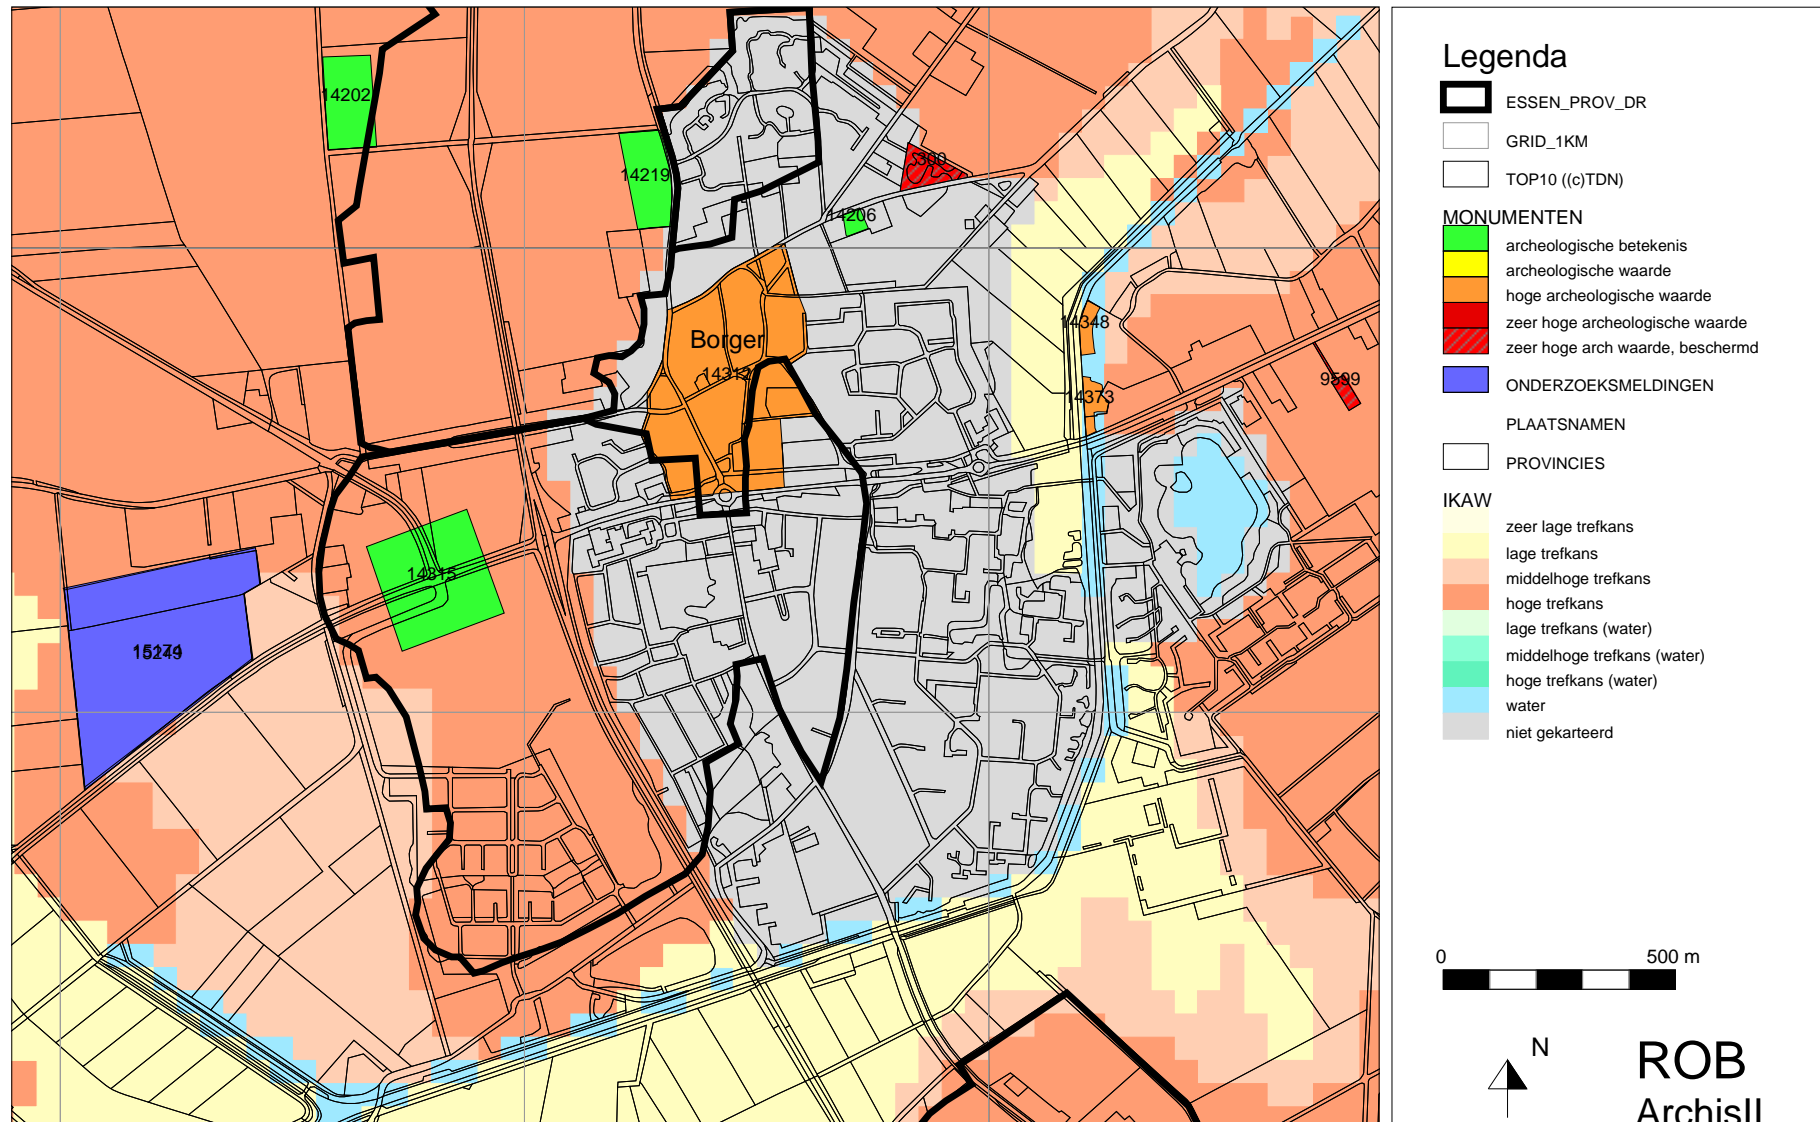 14202
14219
300
14206
Borger
14312
14348
14373
9599
14315
15249
Legenda
ESSEN_PROV_DR
GRID_1KM
TOP10 ((c)TDN)
MONUMENTEN
archeologische betekenis
archeologische waarde
hoge archeologische waarde
zeer hoge archeologische waarde
zeer hoge arch waarde, beschermd
ONDERZOEKSMELDINGEN
PLAATSNAMEN
PROVINCIES
IKAW
zeer lage trefkans
lage trefkans
middelhoge trefkans
hoge trefkans
lage trefkans (water)
middelhoge trefkans (water)
hoge trefkans (water)
water
niet gekarteerd
0 500 m
N
ROB
ArchisII